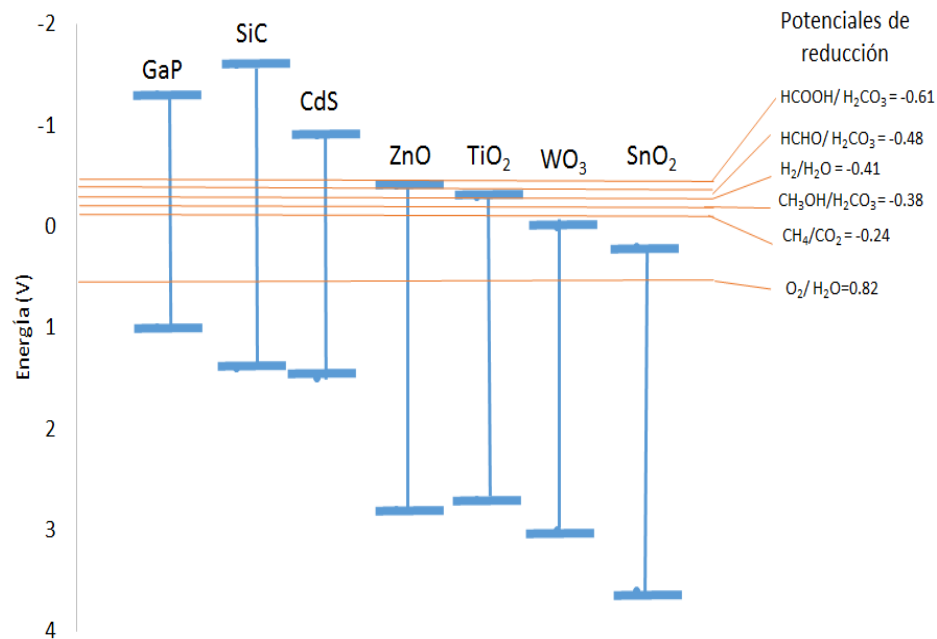 Potenciales de
reducción
HCOOH/ H₂CO₃ = -0.61
HCHO/ H₂CO₃ = -0.48
H₂/H₂O = -0.41
CH₃OH/H₂CO₃ = -0.38
CH₄/CO₂ = -0.24
O₂/ H₂O=0.82
GaP
SiC
CdS
ZnO
TiO₂
WO₃
SnO₂
Energía (V)
-2
-1
0
1
2
3
4